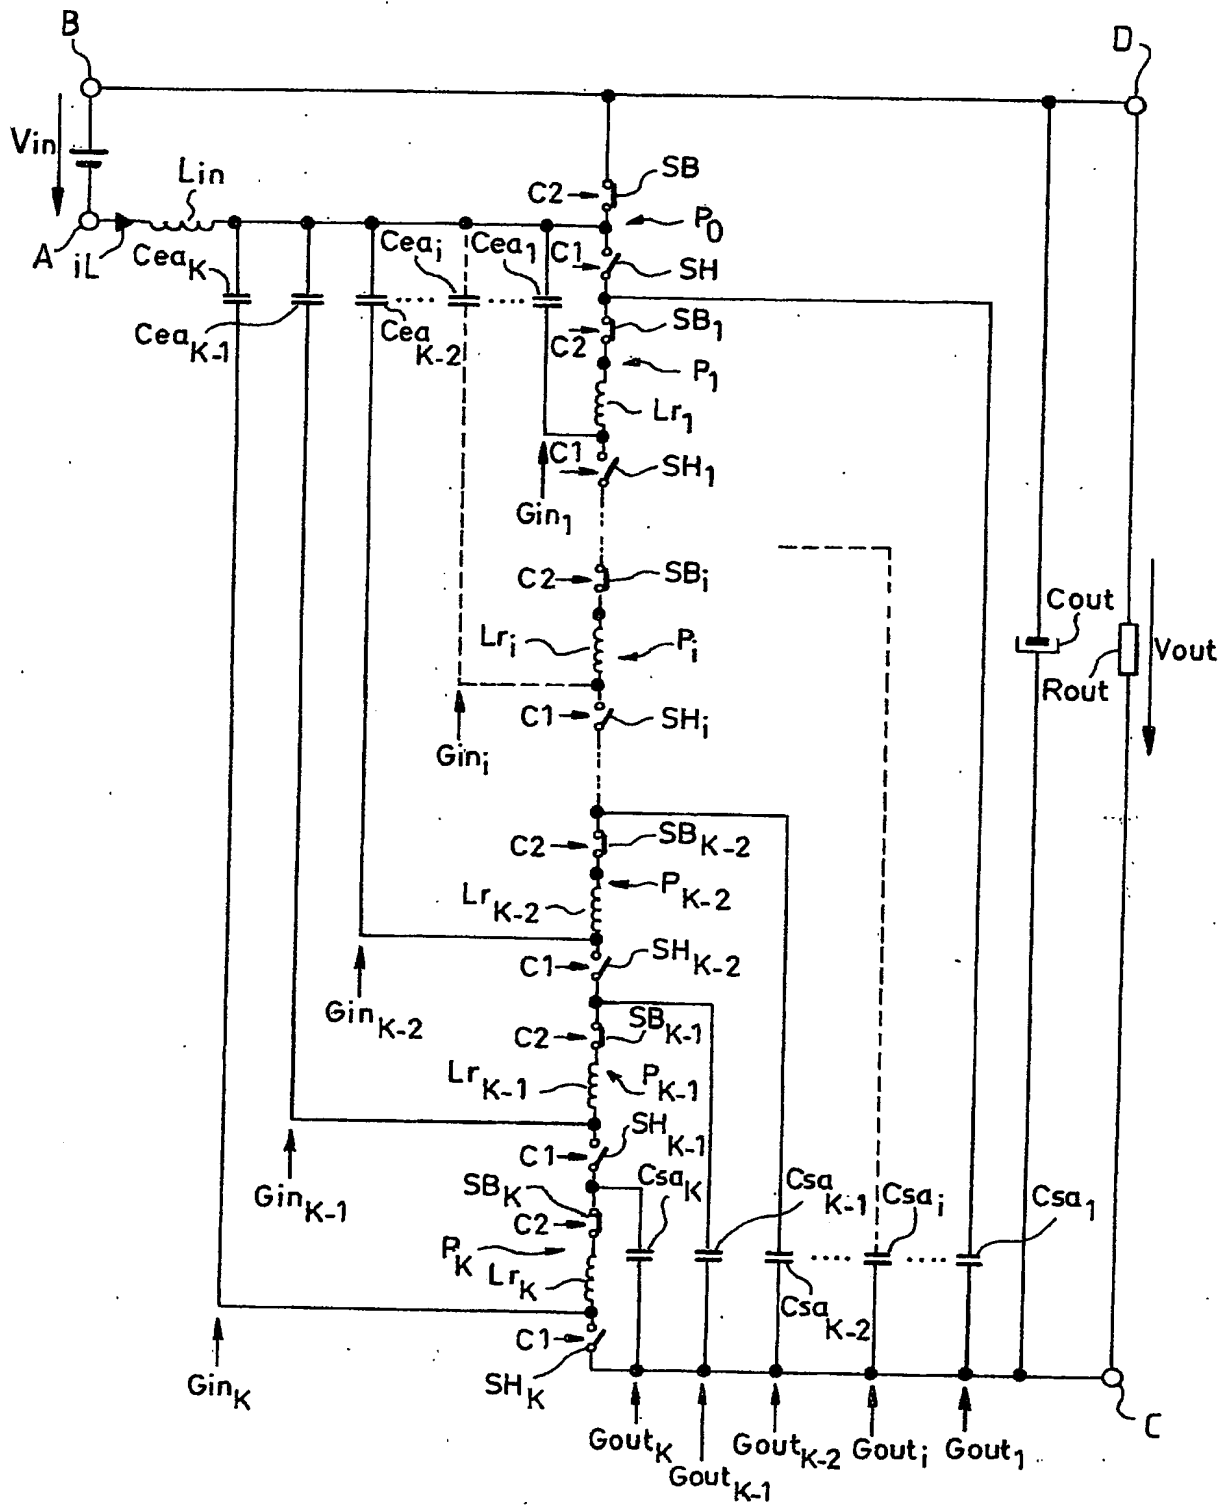 B
D
Vin
Lin
C2
SB
P0
A
iL
CeaK
Ceai
Cea1
C1
SH
CeaK-1
CeaK-2
C2
SB1
P1
Lr1
C1
SH1
Gin1
C2
SBi
Cout
Lri
Pi
Vout
Rout
C1
SHi
Gini
C2
SBK-2
PK-2
LrK-2
C1
SHK-2
GinK-2
C2
SBK-1
LrK-1
PK-1
C1
SHK-1
GinK-1
SBK
CsaK
CsaK-1
Csai
Csa1
C2
PK
LrK
CsaK-2
C1
GinK
SHK
C
GoutK
GoutK-1
GoutK-2
Gouti
Gout1